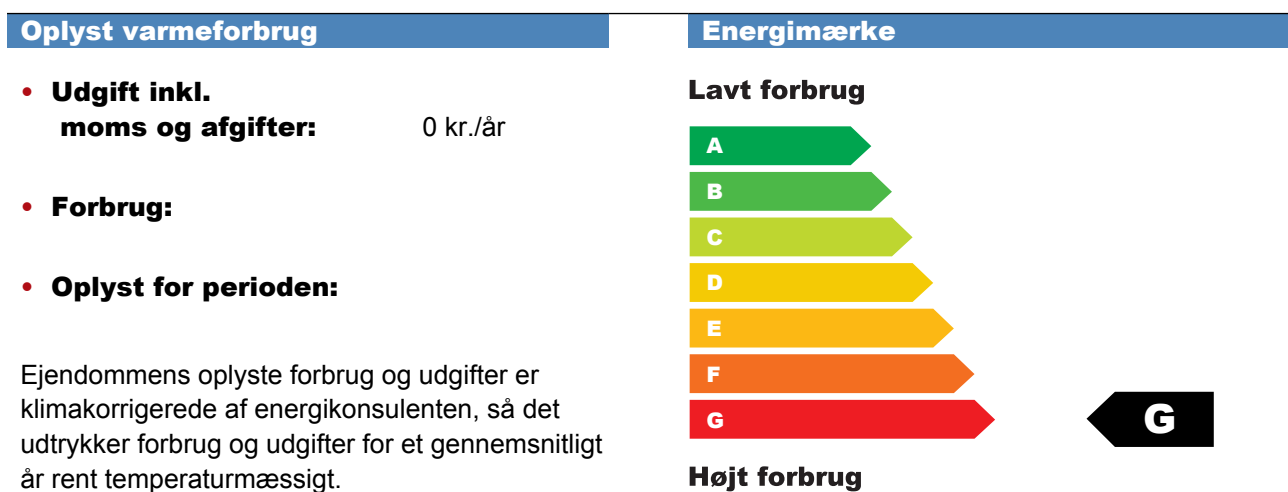 Oplyst varmeforbrug
• Udgift inkl.
moms og afgifter: 0 kr./år
• Forbrug:
• Oplyst for perioden:
Ejendommens oplyste forbrug og udgifter er
klimakorrigerede af energikonsulenten, så det
udtrykker forbrug og udgifter for et gennemsnitligt
år rent temperaturmæssigt.
Energimærke
Lavt forbrug
A
B
C
D
E
F
G
G
Højt forbrug